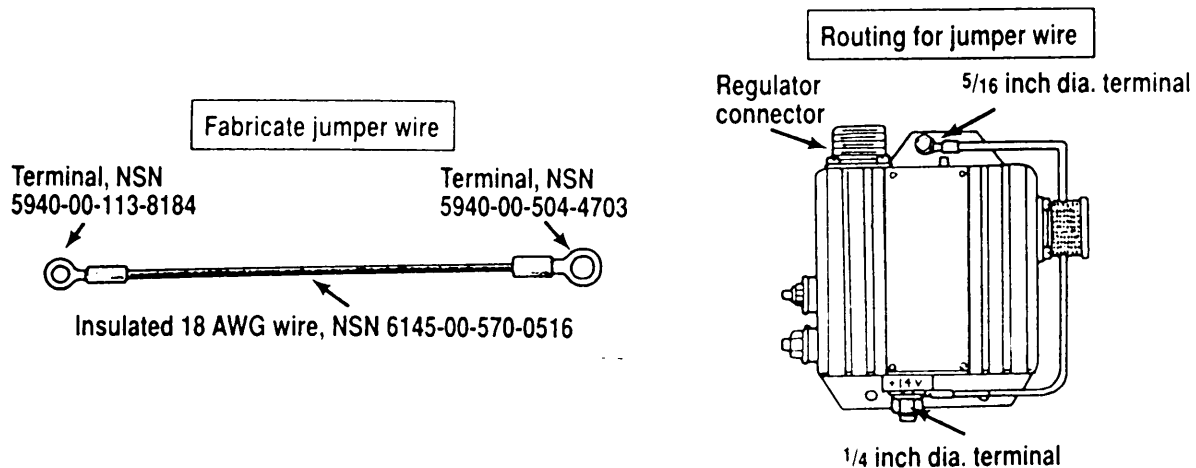 Fabricate jumper wire
Terminal, NSN
5940-00-113-8184
Terminal, NSN
5940-00-504-4703
Insulated 18 AWG wire, NSN 6145-00-570-0516
Routing for jumper wire
Regulator
connector
5/16 inch dia. terminal
+14V
1/4 inch dia. terminal